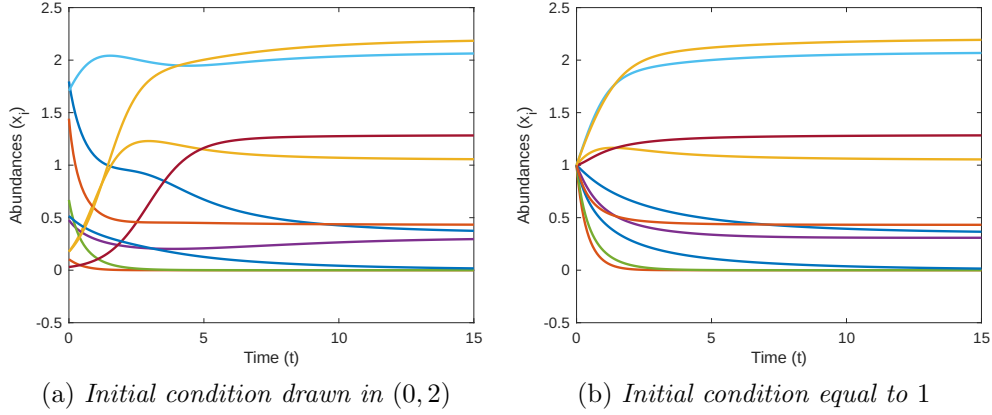 2.5
2
1.5
1
0.5
0
-0.5
Abundances (x_i)
0 5 10 15
Time (t)
(a) Initial condition drawn in (0, 2)
2.5
2
1.5
1
0.5
0
-0.5
Abundances (x_i)
0 5 10 15
Time (t)
(b) Initial condition equal to 1